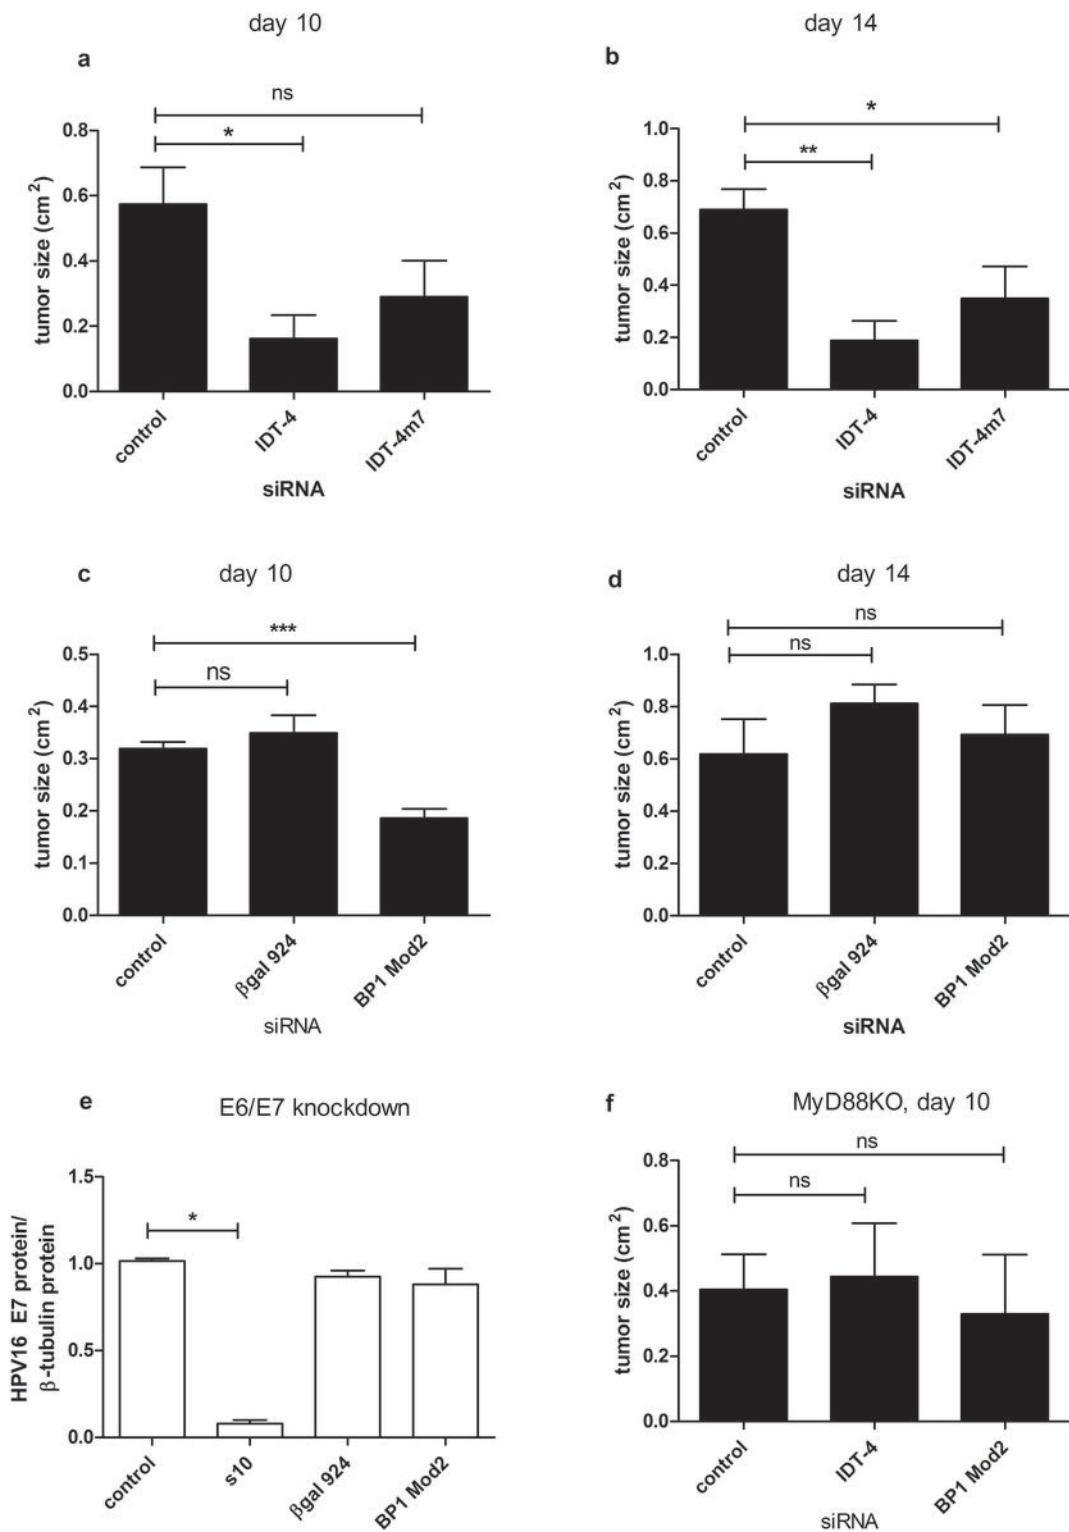 day 10
a
ns
*
0.8
0.6
0.4
0.2
0.0
tumor size (cm²)
control
IDT-4
IDT-4m7
siRNA
day 14
b
*
**
1.0
0.8
0.6
0.4
0.2
0.0
tumor size (cm²)
control
IDT-4
IDT-4m7
siRNA
c
day 10
***
ns
0.5
0.4
0.3
0.2
0.1
0.0
tumor size (cm²)
control
βgal 924
BP1 Mod2
siRNA
d
day 14
ns
ns
1.0
0.8
0.6
0.4
0.2
0.0
tumor size (cm²)
control
βgal 924
BP1 Mod2
siRNA
e
E6/E7 knockdown
*
1.5
1.0
0.5
0.0
HPV16 E7 protein/
β-tubulin protein
control
s10
βgal 924
BP1 Mod2
f
MyD88KO, day 10
ns
ns
0.8
0.6
0.4
0.2
0.0
tumor size (cm²)
control
IDT-4
BP1 Mod2
siRNA